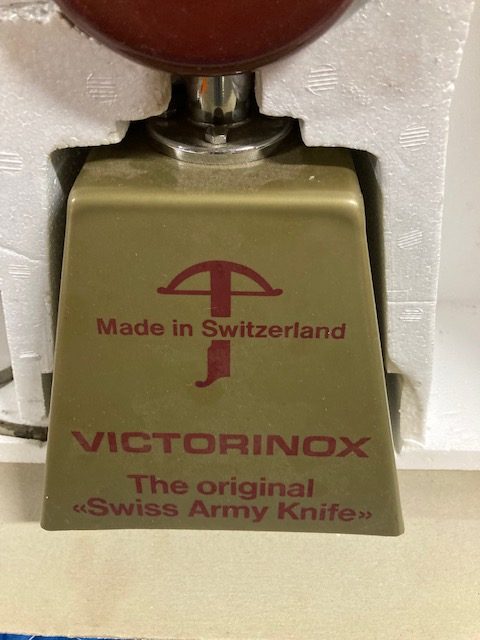 Made in Switzerland
VICTORINOX
The original
«Swiss Army Knife»